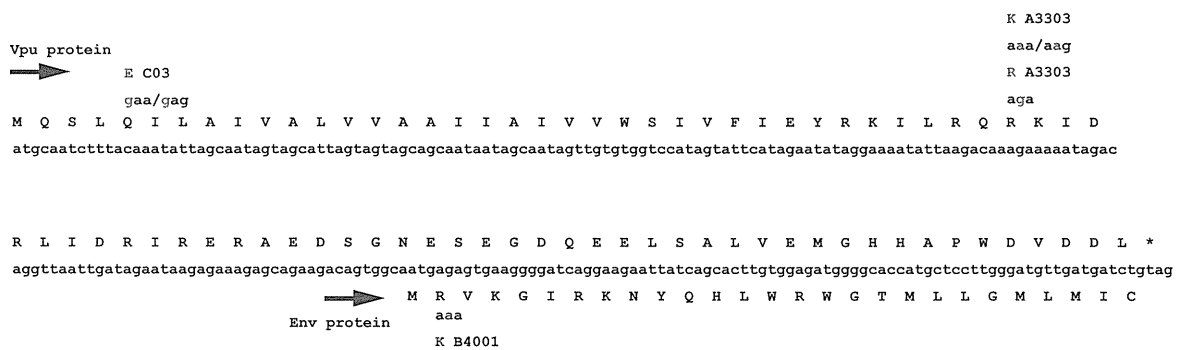 K A3303
Vpu protein
aaa/aag
E C03
R A3303
gaa/gag
aga
M Q S L Q I L A I V A L V V A A I I A I V V W S I V F I E Y R K I L R Q R K I D
atgcaatctttacaaatattagcaatagtagcattagtagtagcagcaataatagcaatagttgtgtggtccatagtattcatagaatataggaaaatattaagacaaagaaaaatagac
R L I D R I R E R A E D S G N E S E G D Q E E L S A L V E M G H H A P W D V D D L *
aggttaattgatagaataagagaaagagcagaagacagtggcaatgagagtgaaggggatcaggaagaattatcagcacttgtggagatggggcaccatgctccttgggatgttgatgatctgtag
M R V K G I R K N Y Q H L W R W G T M L L G M L M I C
Env protein
aaa
K B4001